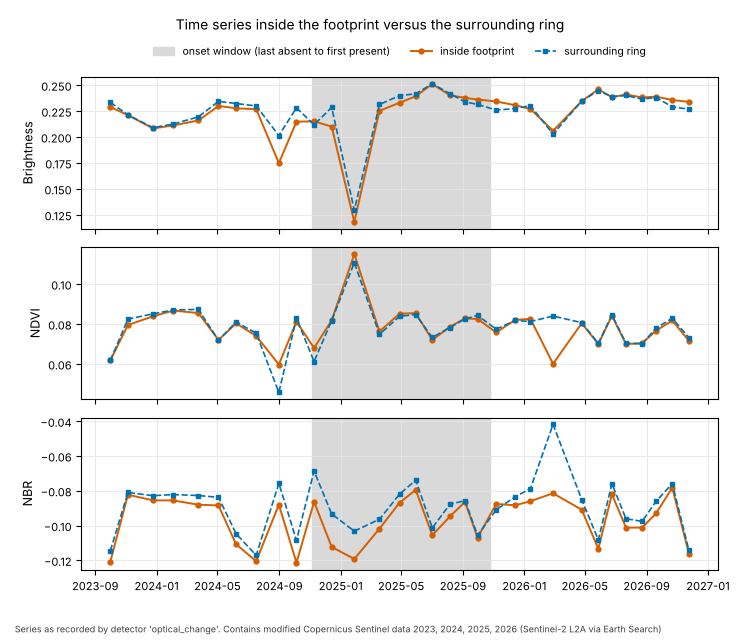 Time series inside the footprint versus the surrounding ring
onset window (last absent to first present) inside footprint surrounding ring
Brightness
0.250
0.225
0.200
0.175
0.150
0.125
NDVI
0.10
0.08
0.06
NBR
−0.04
−0.06
−0.08
−0.10
−0.12
2023-09 2024-01 2024-05 2024-09 2025-01 2025-05 2025-09 2026-01 2026-05 2026-09 2027-01
Series as recorded by detector 'optical_change'. Contains modified Copernicus Sentinel data 2023, 2024, 2025, 2026 (Sentinel-2 L2A via Earth Search)